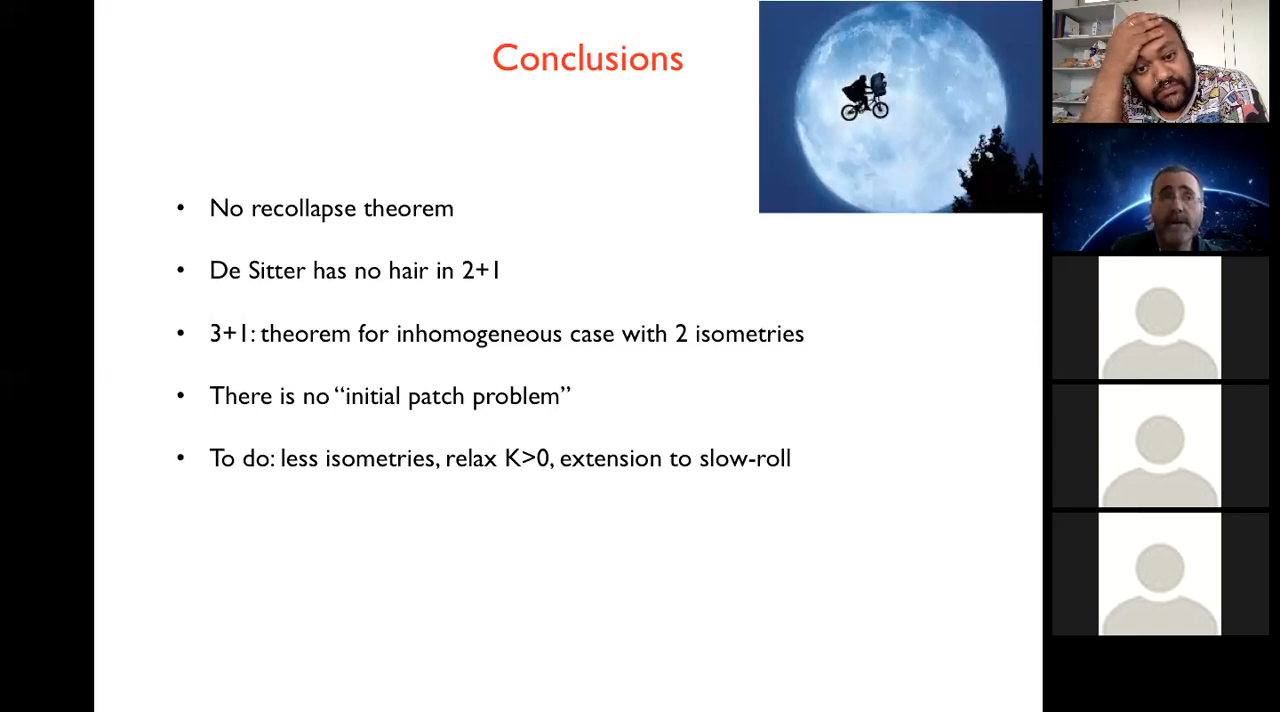 Conclusions
• No recollapse theorem
• De Sitter has no hair in 2+1
• 3+1: theorem for inhomogeneous case with 2 isometries
• There is no “initial patch problem”
• To do: less isometries, relax K>0, extension to slow-roll